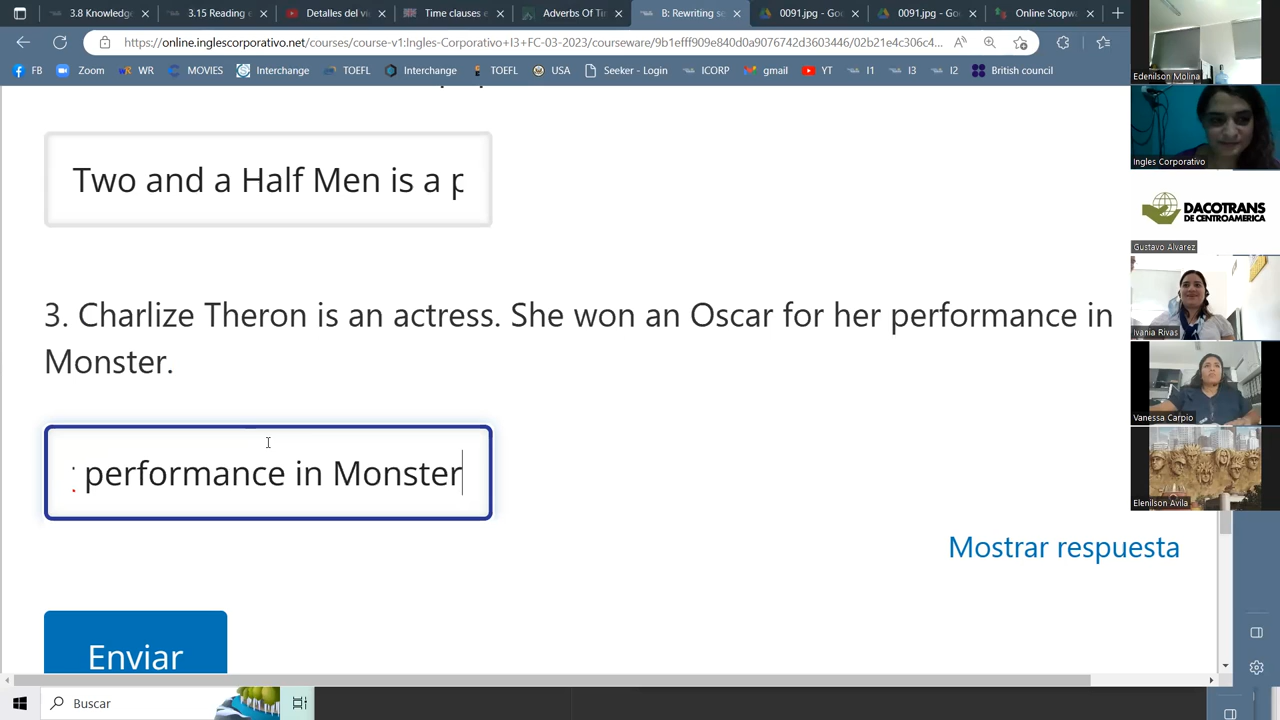 3.8 Knowledge
3.15 Reading e
Detalles del vi
Time clauses e
Adverbs Of Tim
B: Rewriting se
0091.jpg - Goo
0091.jpg - Goo
Online Stopw
https://online.inglescorporativo.net/courses/course-v1:Ingles-Corporativo+I3+FC-03-2023/courseware/9b1efff909e840d0a9076742d3603446/02b21e4c306c4...
FB
Zoom
WR
MOVIES
Interchange
TOEFL
Interchange
TOEFL
USA
Seeker - Login
ICORP
gmail
YT
I1
I3
I2
British council
Two and a Half Men is a p
3. Charlize Theron is an actress. She won an Oscar for her performance in
Monster.
performance in Monster
Mostrar respuesta
Enviar
Buscar
Edenilson Molina
Ingles Corporativo
DACOTRANS
DE CENTROAMERICA
Gustavo Alvarez
Ivania Rivas
Vanessa Carpio
Elenilson Avila